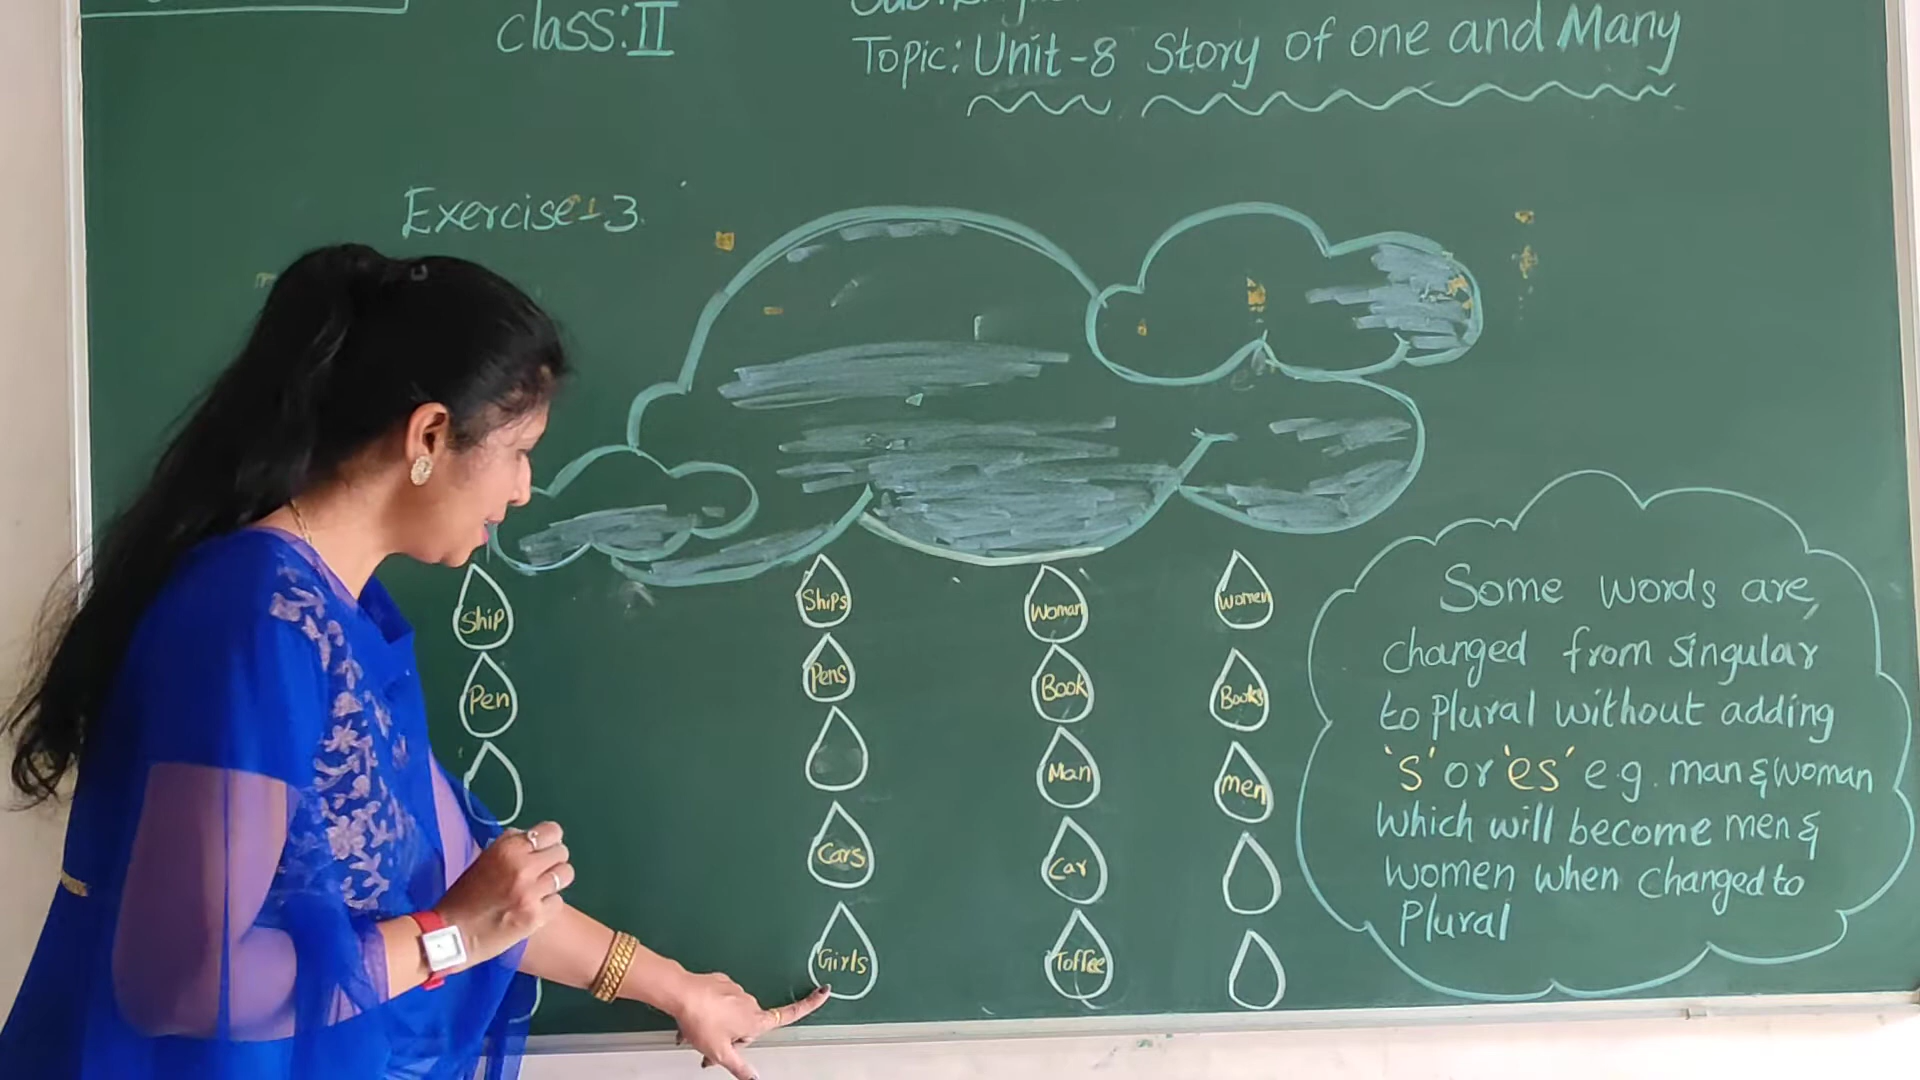 Class: II
Topic: Unit-8 Story of one and Many
Exercise-3.
Ship
Ships
Woman
Women
Pen
Pens
Book
Books
Man
men
Cars
Car
Girls
Toffee
Some words are,
changed from Singular
to Plural without adding
's' or 'es' e.g. man & woman
which will become men &
women when changed to
Plural